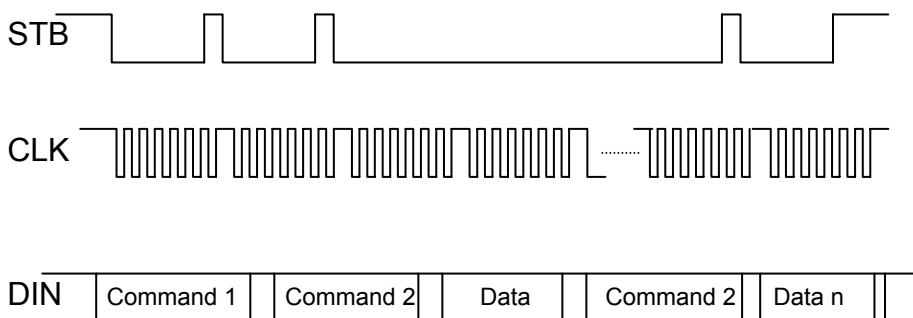 STB
CLK
DIN Command 1 Command 2 Data Command 2 Data n